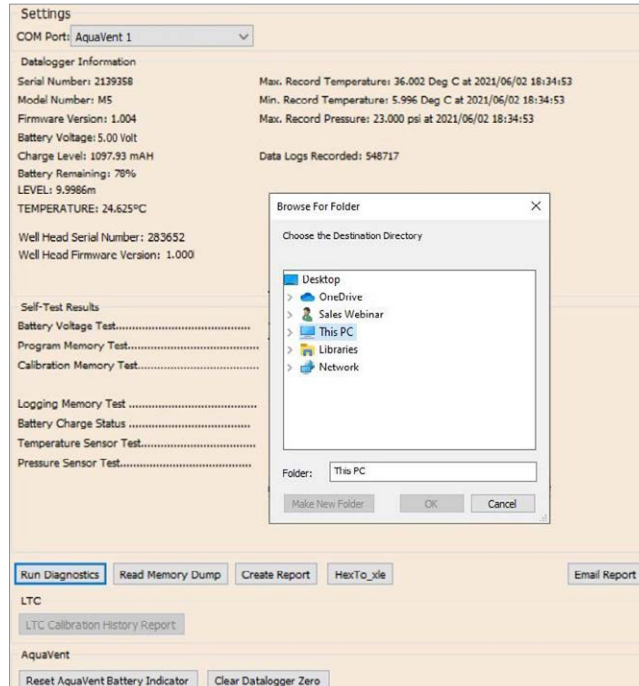 Settings
COM Port: AquaVent 1
Datalogger Information
Serial Number: 2139358
Max. Record Temperature: 36.002 Deg C at 2021/06/02 18:34:53
Model Number: M5
Min. Record Temperature: 5.996 Deg C at 2021/06/02 18:34:53
Firmware Version: 1.004
Max. Record Pressure: 23.000 psi at 2021/06/02 18:34:53
Battery Voltage: 5.00 Volt
Charge Level: 1097.93 mAH
Data Logs Recorded: 548717
Battery Remaining: 78%
LEVEL: 9.9986m
TEMPERATURE: 24.625ºC
Well Head Serial Number: 283652
Well Head Firmware Version: 1.000
Browse For Folder
Choose the Destination Directory
Desktop
OneDrive
Sales Webinar
This PC
Libraries
Network
Folder: This PC
Make New Folder OK Cancel
Self-Test Results
Battery Voltage Test......................................
Program Memory Test.....................................
Calibration Memory Test...................................
Logging Memory Test ....................................
Battery Charge Status ...................................
Temperature Sensor Test.................................
Pressure Sensor Test.....................................
Run Diagnostics Read Memory Dump Create Report HexTo_xle Email Report
LTC
LTC Calibration History Report
AquaVent
Reset AquaVent Battery Indicator Clear Datalogger Zero